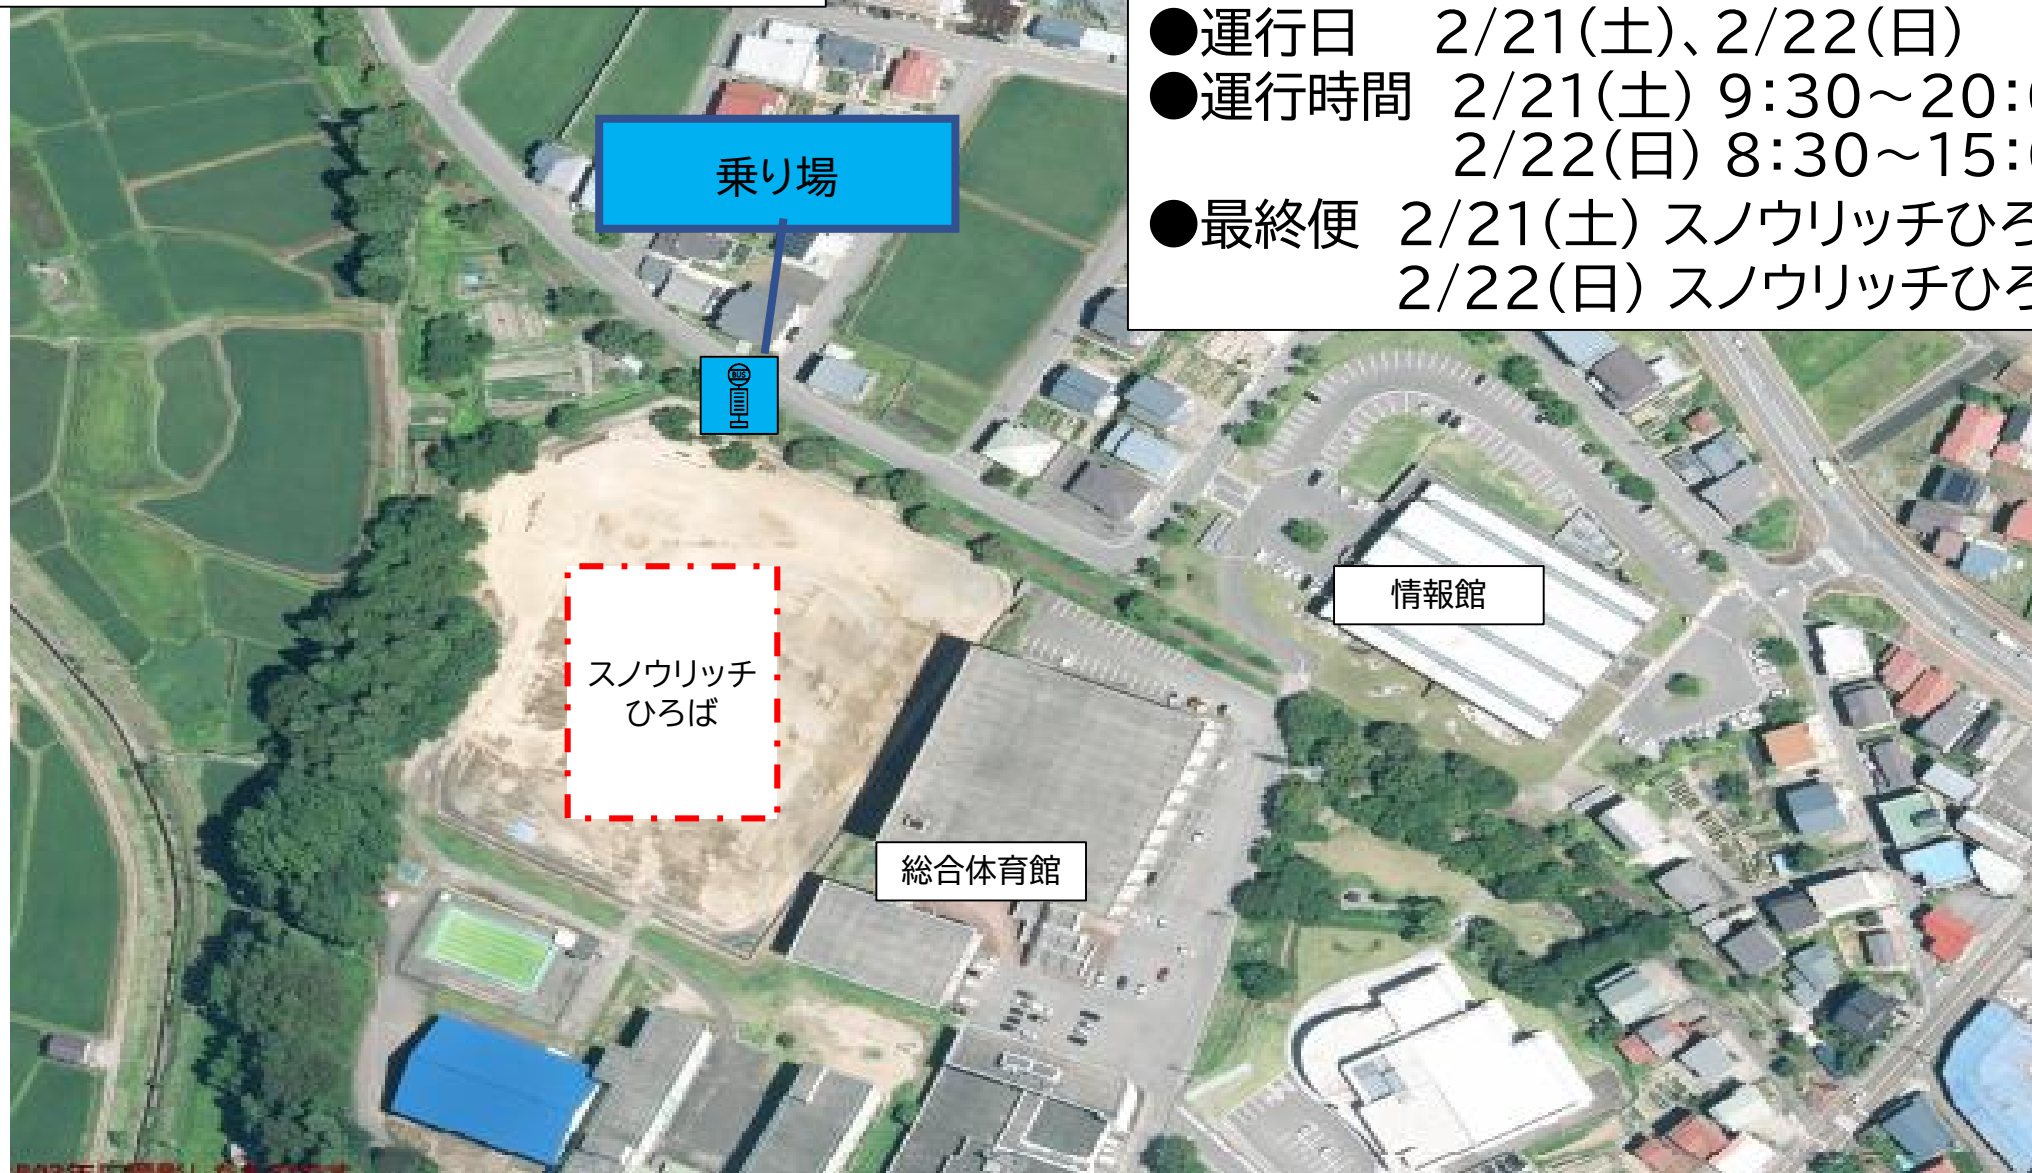 ●運行日 2/21(土)、2/22(日)
●運行時間 2/21(土) 9:30～20:
2/22(日) 8:30～15:
●最終便 2/21(土) スノウリッチひろ
2/22(日) スノウリッチひろ
乗り場
BUS
情報館
スノウリッチ
ひろば
総合体育館